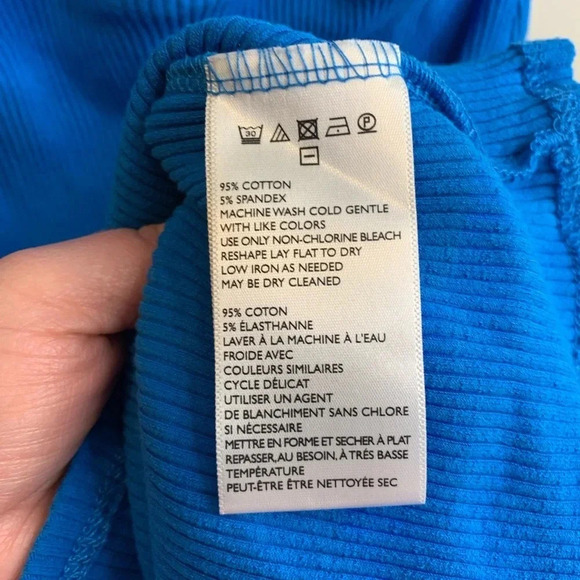 30
P
95% COTTON
5% SPANDEX
MACHINE WASH COLD GENTLE
WITH LIKE COLORS
USE ONLY NON-CHLORINE BLEACH
RESHAPE LAY FLAT TO DRY
LOW IRON AS NEEDED
MAY BE DRY CLEANED
95% COTON
5% ÉLASTHANNE
LAVER À LA MACHINE À L'EAU
FROIDE AVEC
COULEURS SIMILAIRES
CYCLE DÉLICAT
UTILISER UN AGENT
DE BLANCHIMENT SANS CHLORE
SI NÉCESSAIRE
METTRE EN FORME ET SÉCHER À PLAT
REPASSER,AU BESOIN, À TRÉS BASSE
TEMPÉRATURE
PEUT-ÊTRE ÊTRE NETTOYÉE SEC